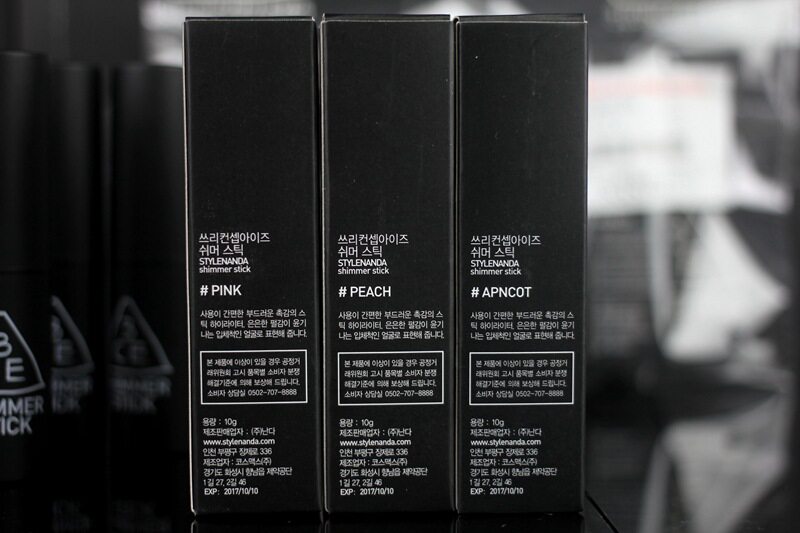 쓰리컨셉아이즈
쉬머 스틱
STYLENANDA
shimmer stick
# PINK
사용이 간편한 부드러운 촉감의 스
틱 하이라이터, 은은한 펄감이 윤기
나는 입체적인 얼굴로 표현해 줍니다.
본 제품에 이상이 있을 경우 공정거
래위원회 고시 품목별 소비자 분쟁
해결기준에 의해 보상해 드립니다.
소비자 상담실 0502-707-8888
용량 : 10g
제조판매업자 : (주)난다
www.stylenanda.com
인천 부평구 장제로 336
제조업자 : 코스맥스(주)
경기도 화성시 향남읍 제약공단
1길 27, 2길 46
EXP: 2017/10/10
쓰리컨셉아이즈
쉬머 스틱
STYLENANDA
shimmer stick
# PEACH
사용이 간편한 부드러운 촉감의 스
틱 하이라이터, 은은한 펄감이 윤기
나는 입체적인 얼굴로 표현해 줍니다.
본 제품에 이상이 있을 경우 공정거
래위원회 고시 품목별 소비자 분쟁
해결기준에 의해 보상해 드립니다.
소비자 상담실 0502-707-8888
용량 : 10g
제조판매업자 : (주)난다
www.stylenanda.com
인천 부평구 장제로 336
제조업자 : 코스맥스(주)
경기도 화성시 향남읍 제약공단
1길 27, 2길 46
EXP: 2017/10/10
쓰리컨셉아이즈
쉬머 스틱
STYLENANDA
shimmer stick
# APNCOT
사용이 간편한 부드러운 촉감의 스
틱 하이라이터, 은은한 펄감이 윤기
나는 입체적인 얼굴로 표현해 줍니다.
본 제품에 이상이 있을 경우 공정거
래위원회 고시 품목별 소비자 분쟁
해결기준에 의해 보상해 드립니다.
소비자 상담실 0502-707-8888
용량 : 10g
제조판매업자 : (주)난다
www.stylenanda.com
인천 부평구 장제로 336
제조업자 : 코스맥스(주)
경기도 화성시 향남읍 제약공단
1길 27, 2길 46
EXP: 2017/10/10
B
E
MMER
STICK